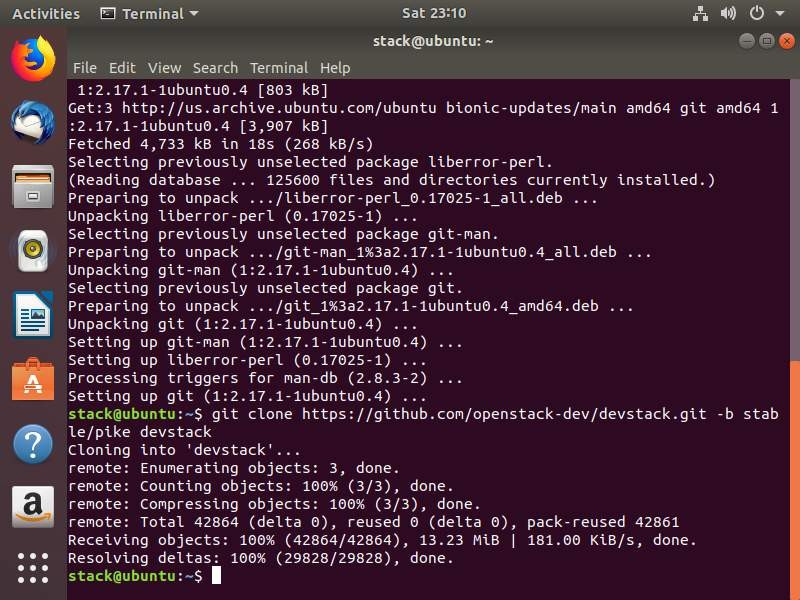 Activities Terminal Sat 23:10
stack@ubuntu: ~
File Edit View Search Terminal Help
1:2.17.1-1ubuntu0.4 [803 kB]
Get:3 http://us.archive.ubuntu.com/ubuntu bionic-updates/main amd64 git amd64 1
:2.17.1-1ubuntu0.4 [3,907 kB]
Fetched 4,733 kB in 18s (268 kB/s)
Selecting previously unselected package liberror-perl.
(Reading database ... 125600 files and directories currently installed.)
Preparing to unpack .../liberror-perl_0.17025-1_all.deb ...
Unpacking liberror-perl (0.17025-1) ...
Selecting previously unselected package git-man.
Preparing to unpack .../git-man_1%3a2.17.1-1ubuntu0.4_all.deb ...
Unpacking git-man (1:2.17.1-1ubuntu0.4) ...
Selecting previously unselected package git.
Preparing to unpack .../git_1%3a2.17.1-1ubuntu0.4_amd64.deb ...
Unpacking git (1:2.17.1-1ubuntu0.4) ...
Setting up git-man (1:2.17.1-1ubuntu0.4) ...
Setting up liberror-perl (0.17025-1) ...
Processing triggers for man-db (2.8.3-2) ...
Setting up git (1:2.17.1-1ubuntu0.4) ...
stack@ubuntu:~$ git clone https://github.com/openstack-dev/devstack.git -b stab
le/pike devstack
Cloning into 'devstack'...
remote: Enumerating objects: 3, done.
remote: Counting objects: 100% (3/3), done.
remote: Compressing objects: 100% (3/3), done.
remote: Total 42864 (delta 0), reused 0 (delta 0), pack-reused 42861
Receiving objects: 100% (42864/42864), 13.23 MiB | 181.00 KiB/s, done.
Resolving deltas: 100% (29828/29828), done.
stack@ubuntu:~$